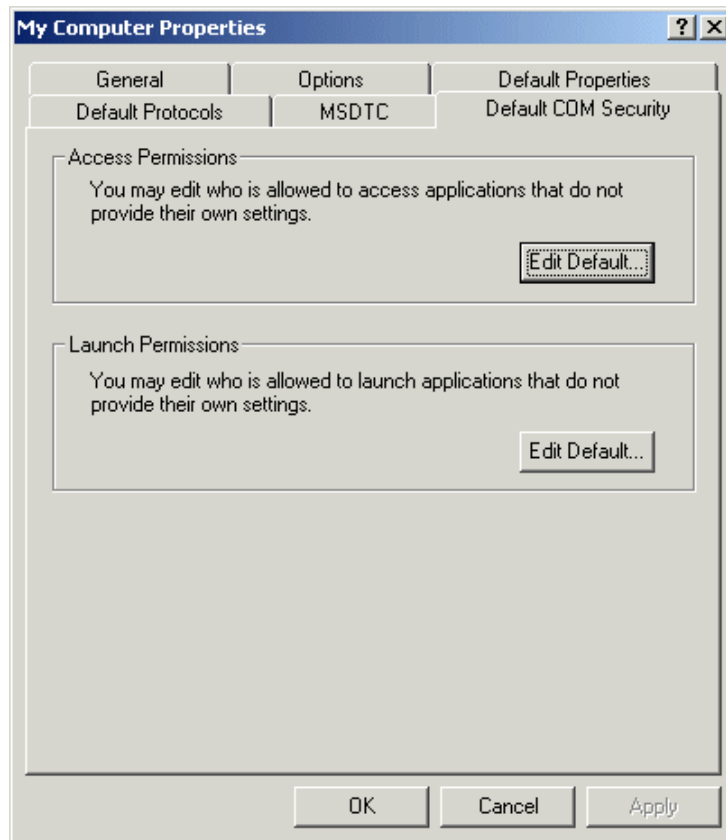 My Computer Properties
? X
General Options Default Properties
Default Protocols MSDTC Default COM Security
Access Permissions
You may edit who is allowed to access applications that do not
provide their own settings.
Edit Default...
Launch Permissions
You may edit who is allowed to launch applications that do not
provide their own settings.
Edit Default...
OK Cancel Apply